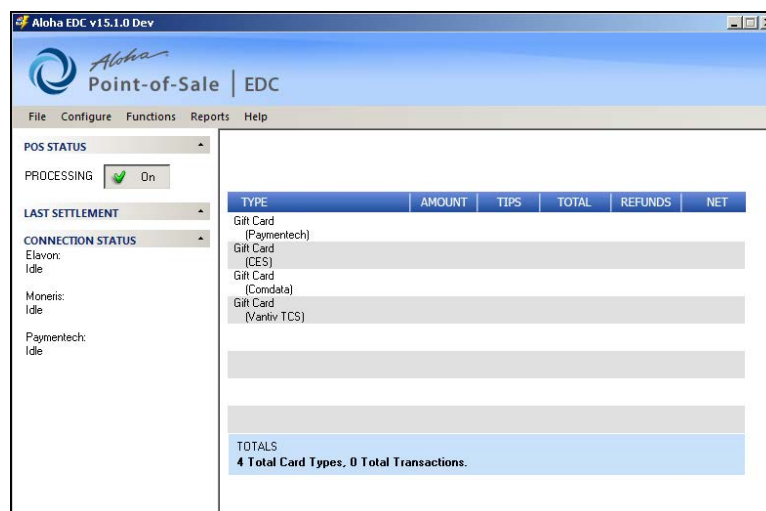 Aloha EDC v15.1.0 Dev
Aloha
Point-of-Sale | EDC
File Configure Functions Reports Help
POS STATUS
PROCESSING On
LAST SETTLEMENT
CONNECTION STATUS
Elavon:
Idle
Moneris:
Idle
Paymentech:
Idle
TYPE AMOUNT TIPS TOTAL REFUNDS NET
Gift Card
(Paymentech)
Gift Card
(CES)
Gift Card
(Comdata)
Gift Card
(Vantiv TCS)
TOTALS
4 Total Card Types, 0 Total Transactions.